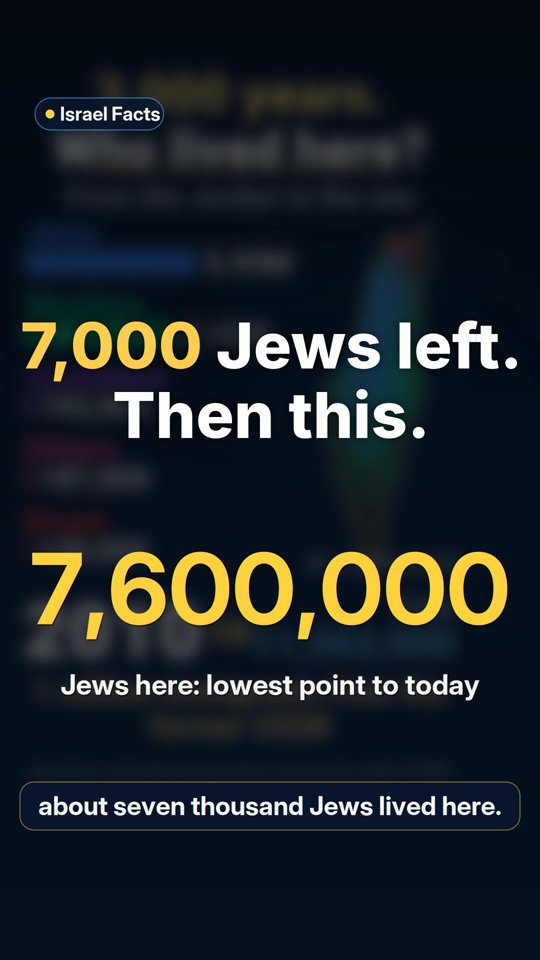 Israel Facts
7,000 Jews left.
Then this.
7,600,000
Jews here: lowest point to today
about seven thousand Jews lived here.